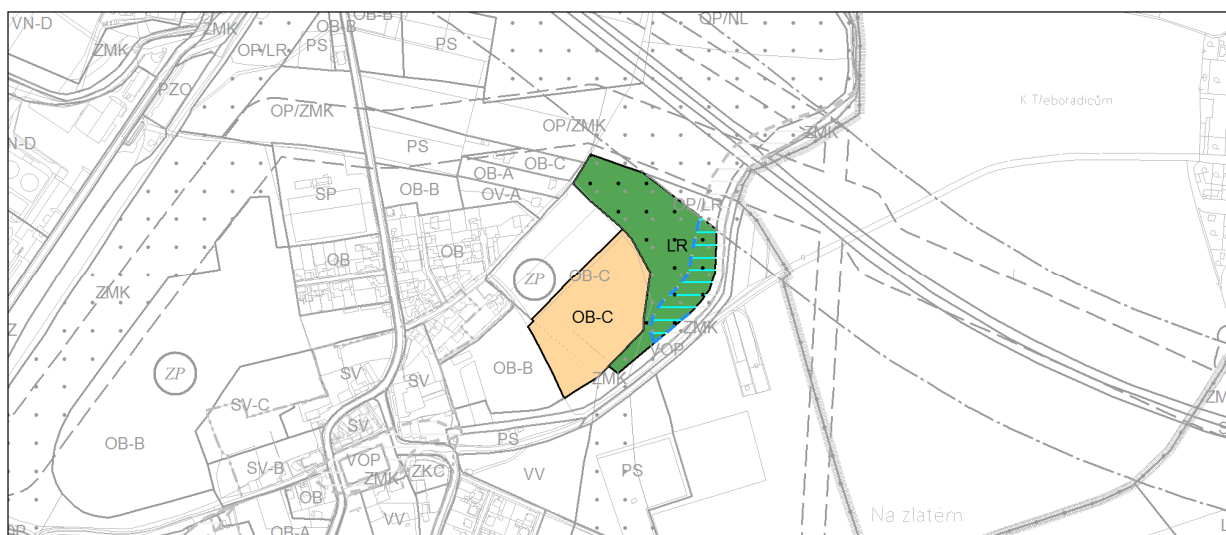 VN-D
ZMK
ZMK
OB-B
OB-B
PS
OP/NL
OP/LR
PS
PZO
K Třeboradicům
OP/ZMK
OP/ZMK
ZMK
N-D
PS
OB-C
OB-A
SP
OB-B
OV-A
OP/LR
OB
OB
LR
ZMK
ZP
OB-C
OB-C
ZMK
VOP
ZP
OB-B
SV
SV
ZMK
SV-C
SV
OB-B
PS
VOP
SV-B
ZMK
ZKC
VV
PS
OB
VV
Na zlatém
OB-A